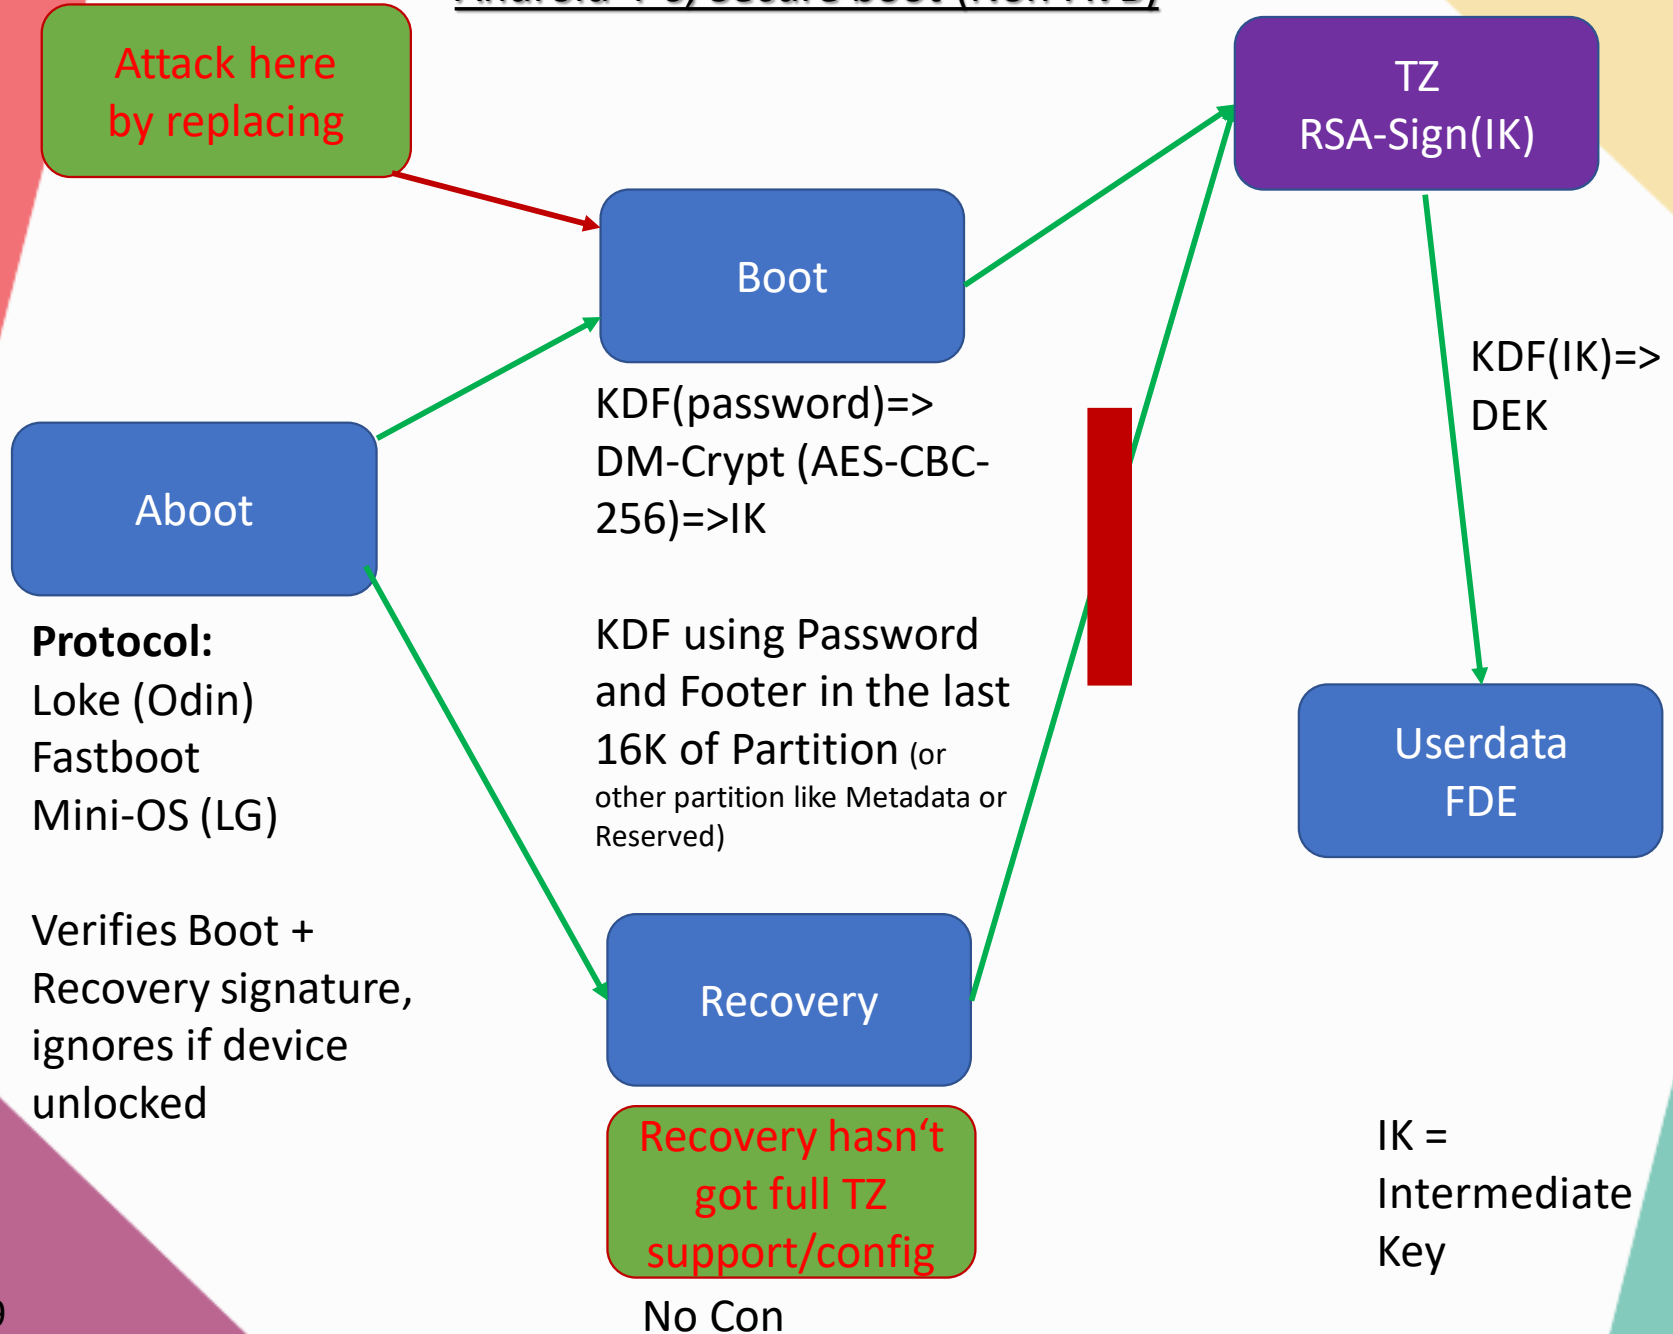 Attack here
by replacing
TZ
RSA-Sign(IK)
Boot
KDF(IK)=>
DEK
KDF(password)=>
DM-Crypt (AES-CBC-
256)=>IK
Aboot
Protocol:
Loke (Odin)
Fastboot
Mini-OS (LG)
KDF using Password
and Footer in the last
16K of Partition (or
other partition like Metadata or
Reserved)
Userdata
FDE
Verifies Boot +
Recovery signature,
ignores if device
unlocked
Recovery
Recovery hasn‘t
got full TZ
support/config
No Con
IK =
Intermediate
Key